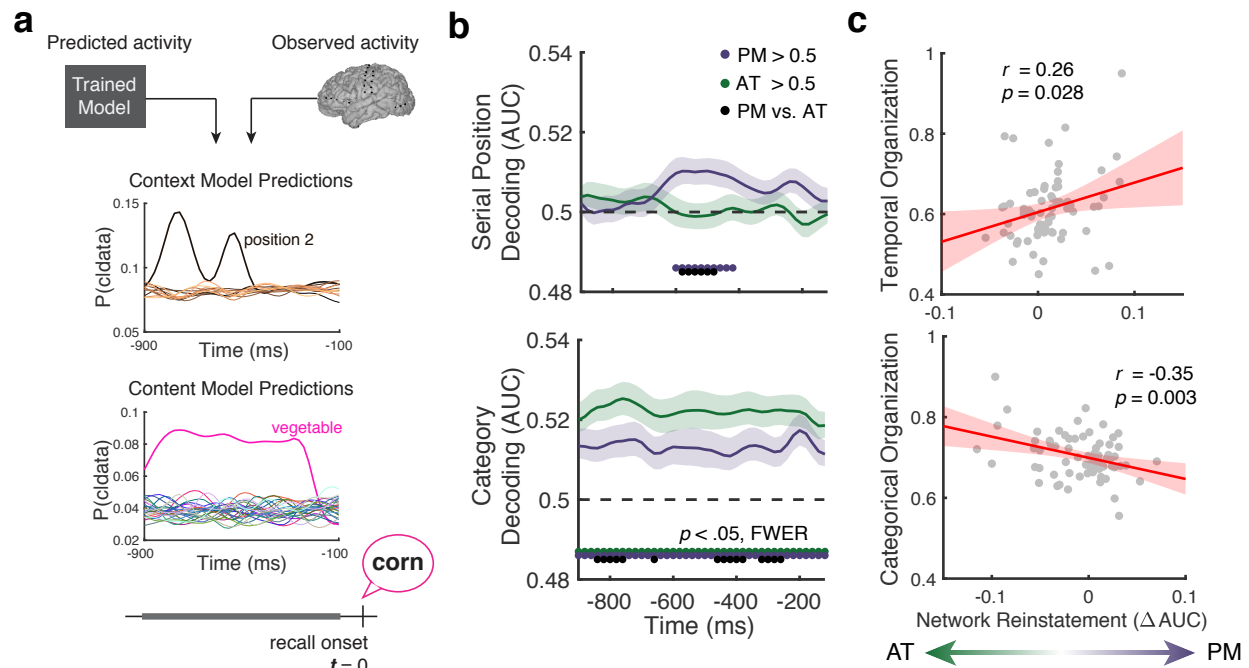 a
Predicted activity
Observed activity
Trained
Model
Context Model Predictions
0.15
0.1
0.05
P(cldata)
position 2
-900
-100
Time (ms)
Content Model Predictions
0.1
0.08
0.06
0.04
0.02
P(cldata)
vegetable
-900
-100
Time (ms)
corn
recall onset
t = 0
b
0.54
0.52
0.5
0.48
Serial Position
Decoding (AUC)
PM > 0.5
AT > 0.5
PM vs. AT
0.54
0.52
0.5
0.48
Category
Decoding (AUC)
p < .05, FWER
-800
-600
-400
-200
Time (ms)
c
1
0.8
0.6
0.4
Temporal Organization
r = 0.26
p = 0.028
-0.1
0
0.1
1
0.8
0.6
0.4
Categorical Organization
r = -0.35
p = 0.003
-0.1
0
0.1
Network Reinstatement (Δ AUC)
AT
PM